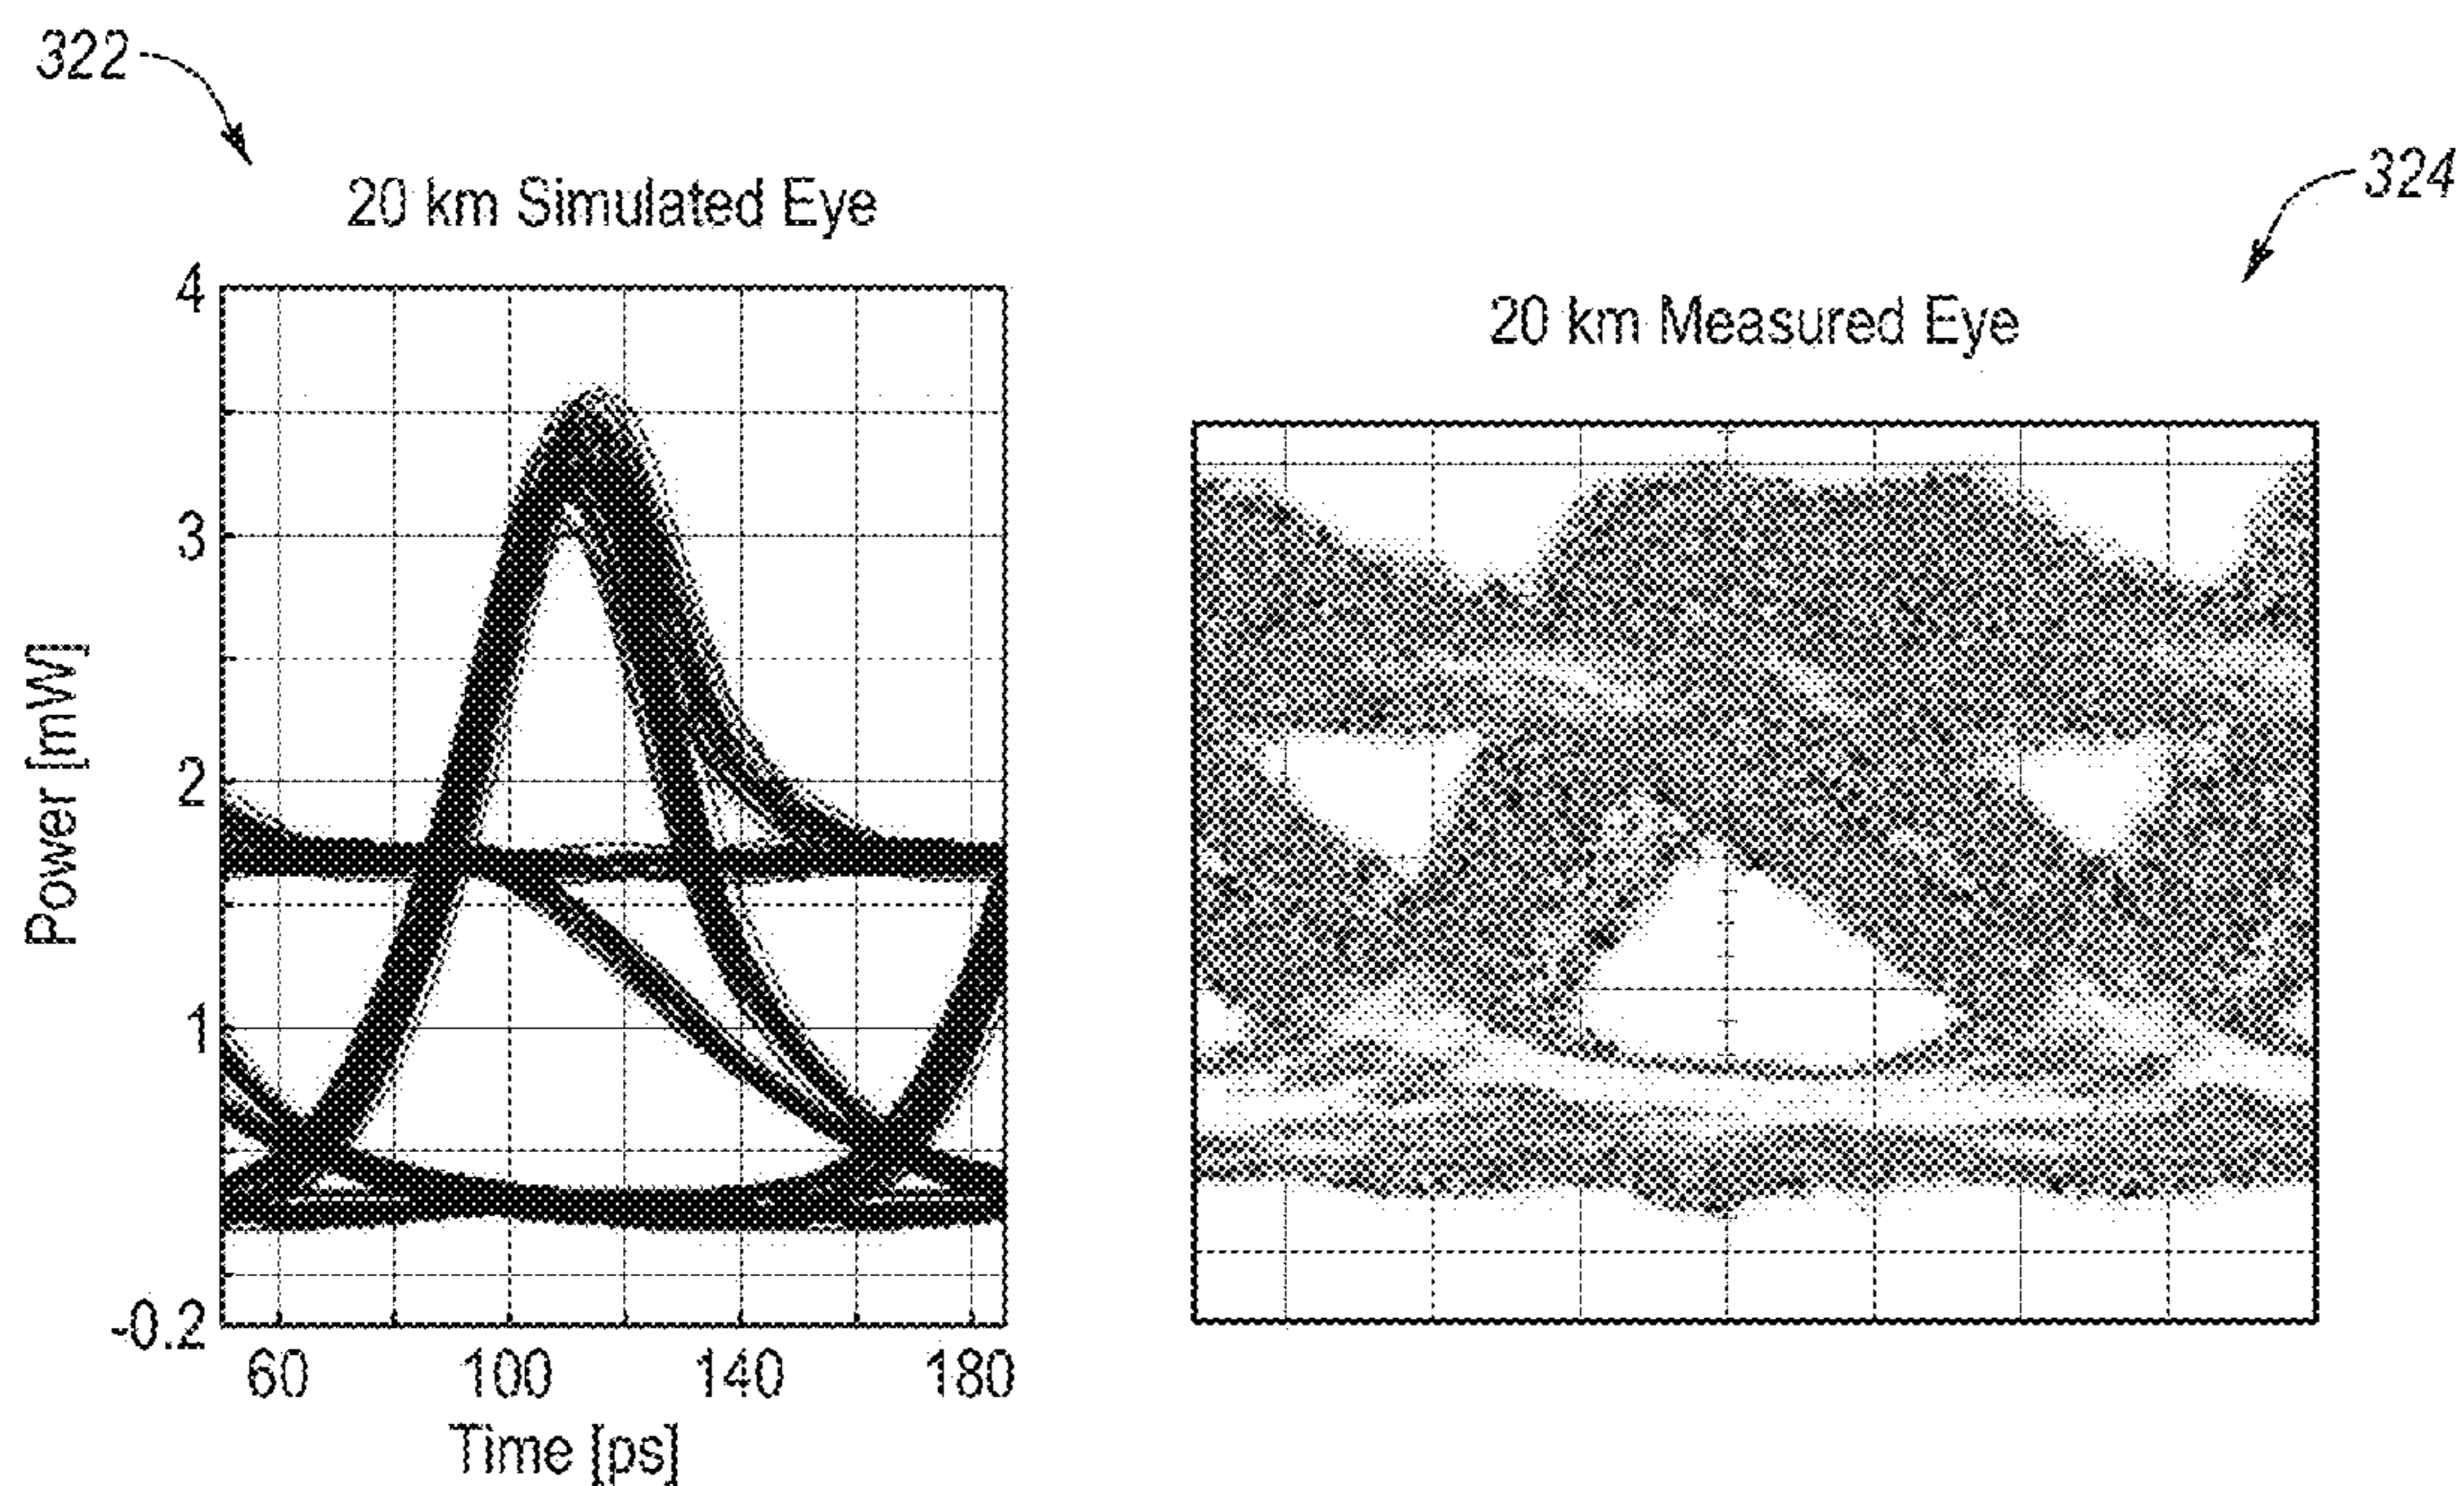 322
324
20 km Simulated Eye
20 km Measured Eye
4
3
2
1
-0.2
Power [mW]
60 100 140 180
Time [ps]